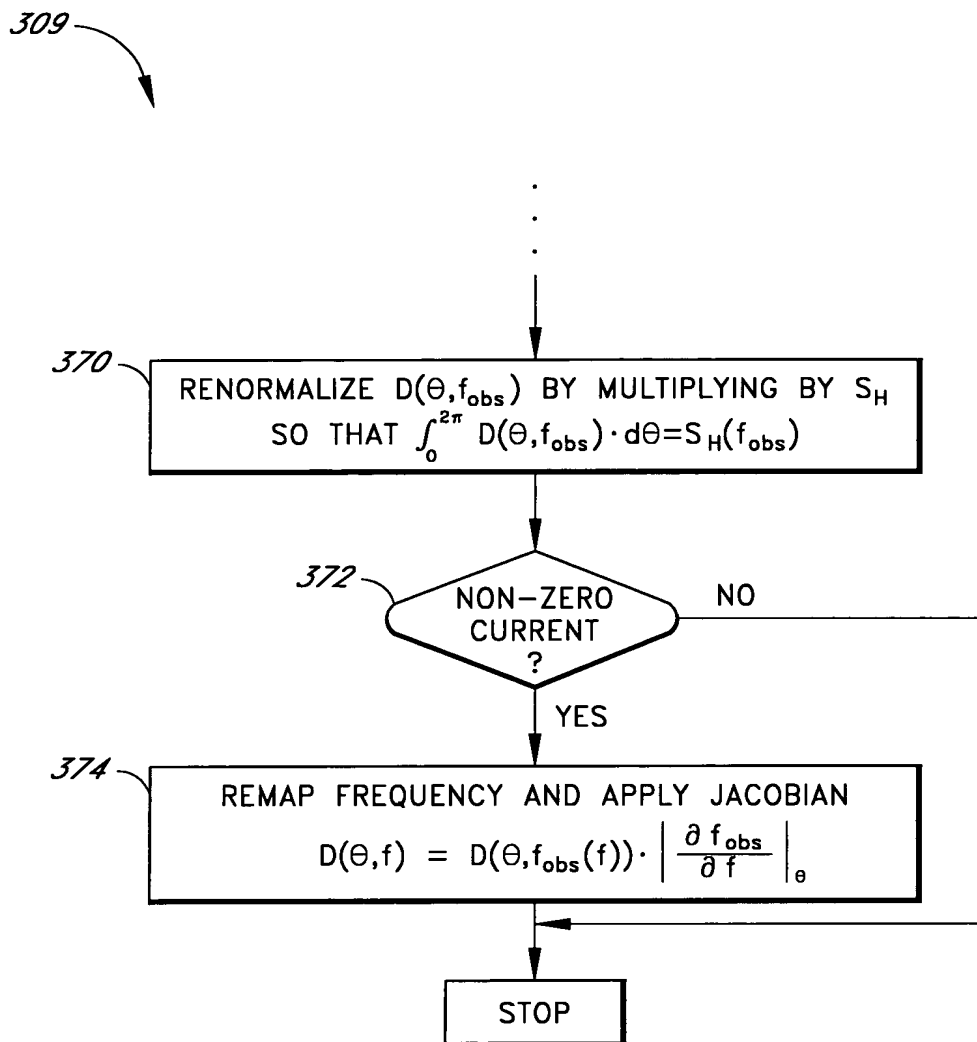 309
370
RENORMALIZE D(θ,f_obs) BY MULTIPLYING BY S_H
SO THAT ∫_0^2π D(θ,f_obs)·dθ=S_H(f_obs)
372
NON–ZERO
CURRENT
?
NO
YES
374
REMAP FREQUENCY AND APPLY JACOBIAN
D(θ,f) = D(θ,f_obs(f))·|∂f_obs/∂f|_θ
STOP